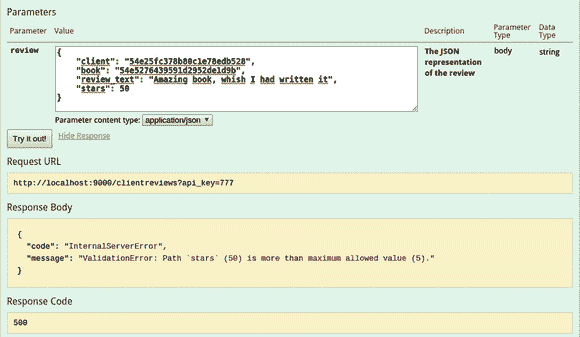 Parameters
Parameter Value Description Parameter Type Data Type
review
{
"client": "54e25fc378b80c1e78edb528",
"book": "54e5276439591d2952de1d9b",
"review_text": "Amazing book, whish I had written it",
"stars": 50
}
The JSON representation of the review
body
string
Parameter content type: application/json
Try it out! Hide Response
Request URL
http://localhost:9000/clientreviews?api_key=777
Response Body
{
"code": "InternalServerError",
"message": "ValidationError: Path `stars` (50) is more than maximum allowed value (5)."
}
Response Code
500